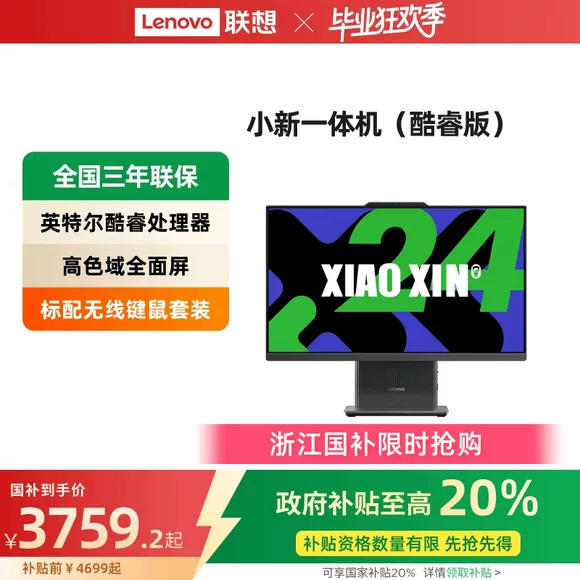 Lenovo 联想 × 毕业狂欢季
小新一体机（酷睿版）
全国三年联保
英特尔酷睿处理器
高色域全面屏
标配无线键鼠套装
24
XIAO XIN
Lenovo
浙江国补限时抢购
国补到手价
¥3759.2起
补贴前¥4699起
政府补贴至高20%
补贴资格数量有限 先抢先得
可享国家补贴20% 详情领取补贴>